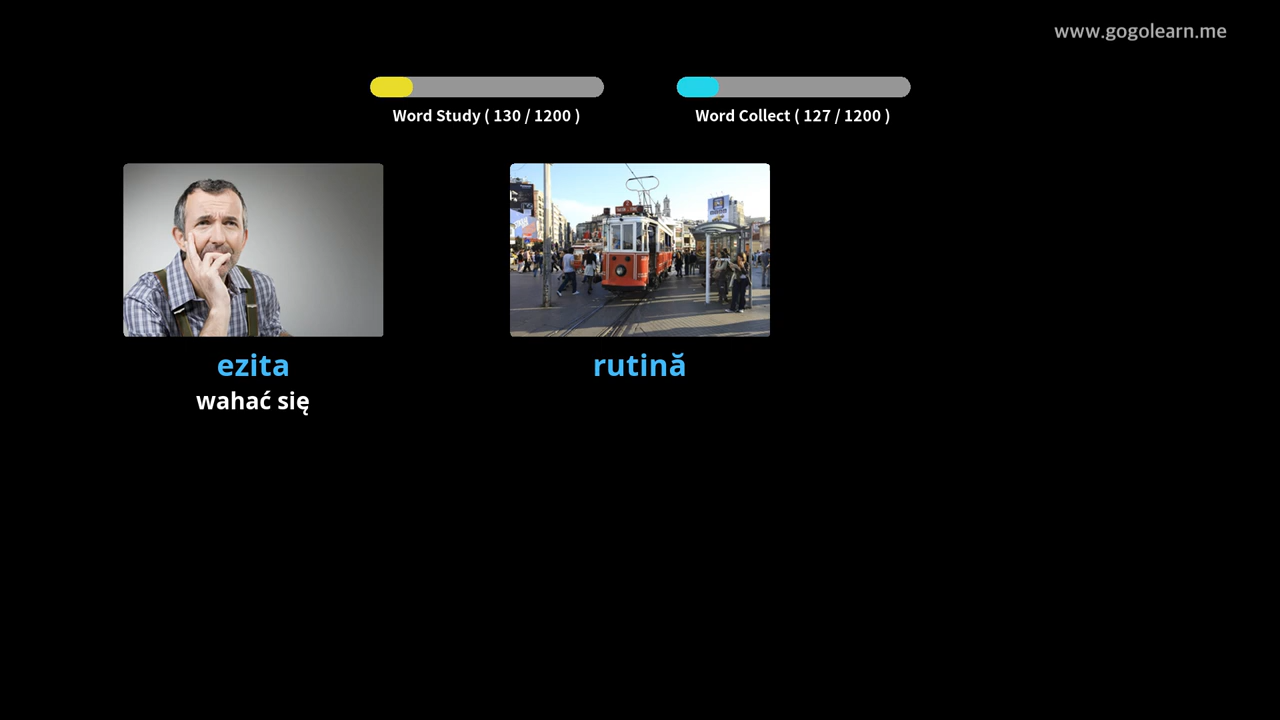 www.gogolearn.me
Word Study ( 130 / 1200 )
Word Collect ( 127 / 1200 )
ezita
wahać się
rutină